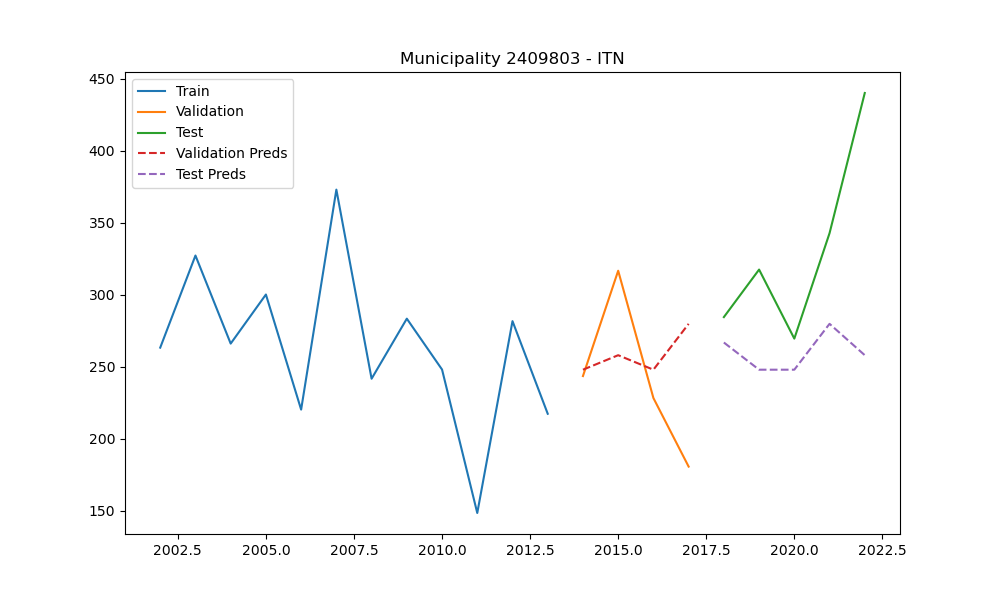 Municipality 2409803 - ITN
450
400
350
300
250
200
150
Train
Validation
Test
Validation Preds
Test Preds
2002.5 2005.0 2007.5 2010.0 2012.5 2015.0 2017.5 2020.0 2022.5